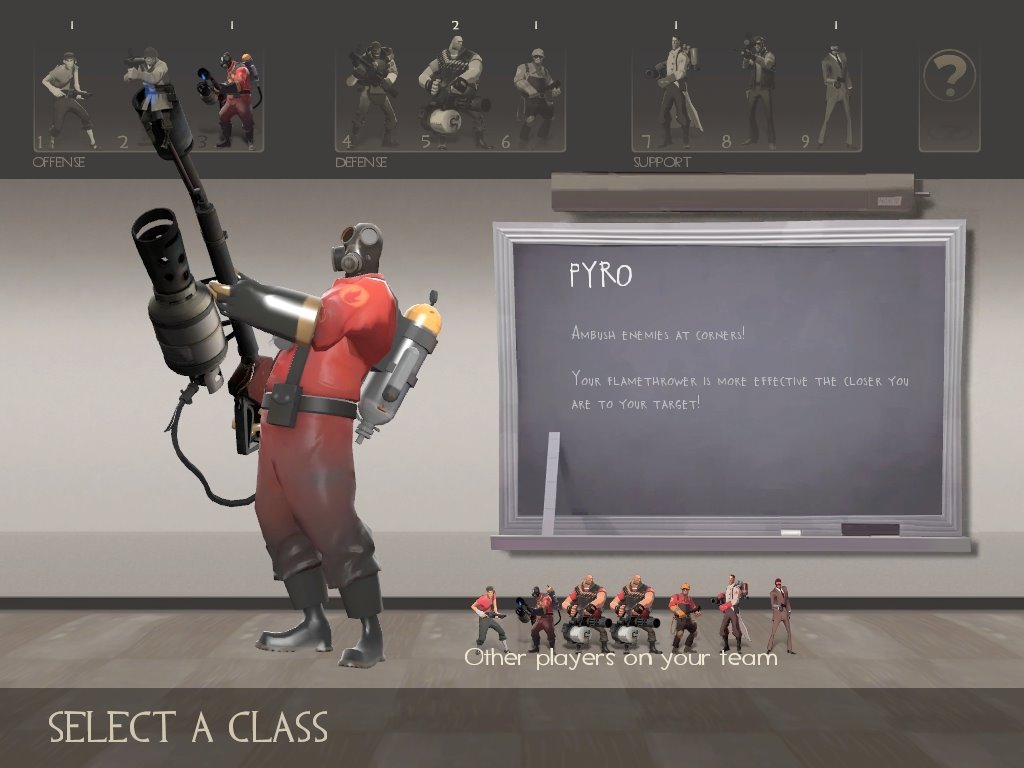 1 1 2 1 1 1
1 2 3 4 5 6 7 8 9 ?
OFFENSE DEFENSE SUPPORT
PYRO
AMBUSH ENEMIES AT CORNERS!
YOUR FLAMETHROWER IS MORE EFFECTIVE THE CLOSER YOU
ARE TO YOUR TARGET!
Other players on your team
SELECT A CLASS